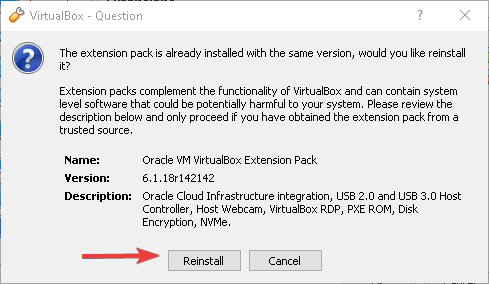 VirtualBox - Question
The extension pack is already installed with the same version, would you like reinstall
it?
Extension packs complement the functionality of VirtualBox and can contain system
level software that could be potentially harmful to your system. Please review the
description below and only proceed if you have obtained the extension pack from a
trusted source.
Name: Oracle VM VirtualBox Extension Pack
Version: 6.1.18r142142
Description: Oracle Cloud Infrastructure integration, USB 2.0 and USB 3.0 Host
Controller, Host Webcam, VirtualBox RDP, PXE ROM, Disk
Encryption, NVMe.
Reinstall Cancel